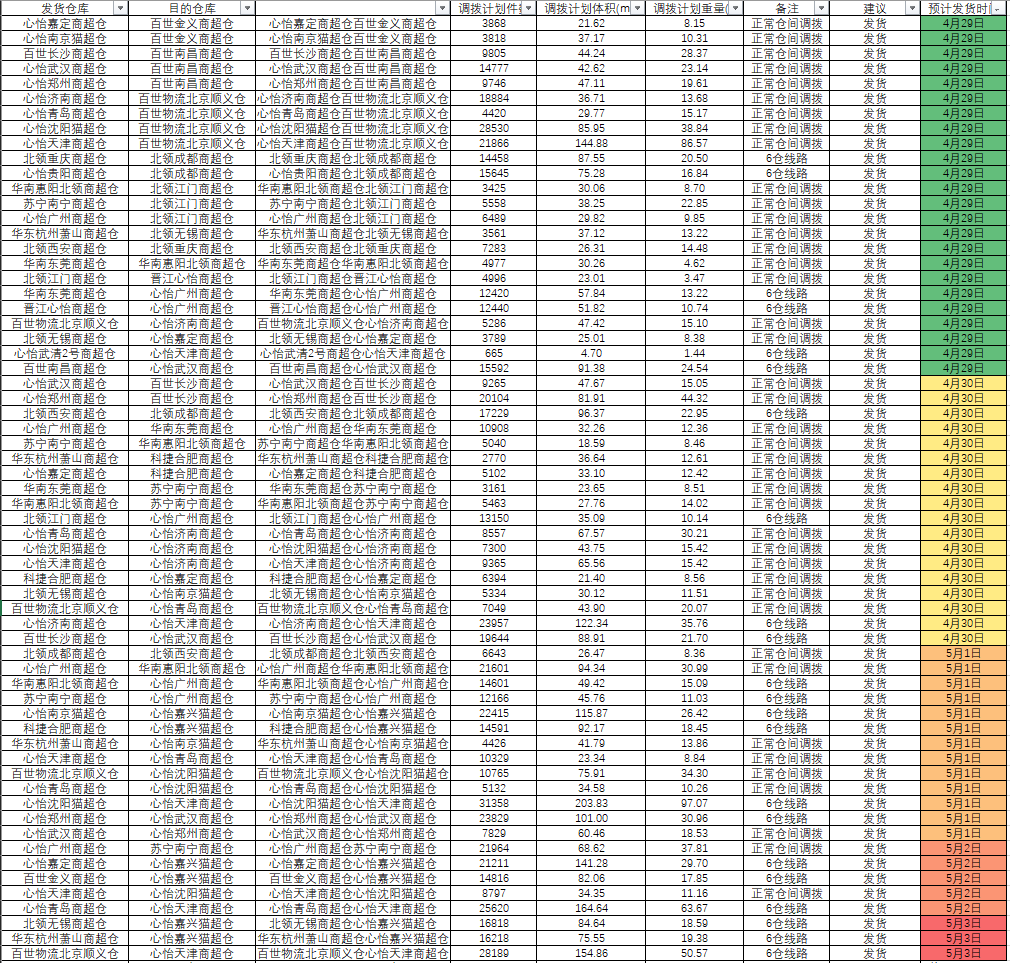 发货仓库 目的仓库 调拨计划件 调拨计划体积(m 调拨计划重量( 备注 建议 预计发货时
心怡嘉定商超仓 百世金义商超仓 心怡嘉定商超仓百世金义商超仓 3868 21.62 8.15 正常仓间调拨 发货 4月29日
心怡南京猫超仓 百世金义商超仓 心怡南京猫超仓百世金义商超仓 3818 37.17 10.31 正常仓间调拨 发货 4月29日
百世长沙商超仓 百世南昌商超仓 百世长沙商超仓百世南昌商超仓 9805 44.24 28.37 正常仓间调拨 发货 4月29日
心怡武汉商超仓 百世南昌商超仓 心怡武汉商超仓百世南昌商超仓 14777 42.62 23.14 正常仓间调拨 发货 4月29日
心怡郑州商超仓 百世南昌商超仓 心怡郑州商超仓百世南昌商超仓 9746 47.11 19.61 正常仓间调拨 发货 4月29日
心怡济南商超仓 百世物流北京顺义仓 心怡济南商超仓百世物流北京顺义仓 18884 36.71 13.68 正常仓间调拨 发货 4月29日
心怡青岛商超仓 百世物流北京顺义仓 心怡青岛商超仓百世物流北京顺义仓 4420 29.77 15.17 正常仓间调拨 发货 4月29日
心怡沈阳猫超仓 百世物流北京顺义仓 心怡沈阳猫超仓百世物流北京顺义仓 28530 85.95 38.84 正常仓间调拨 发货 4月29日
心怡天津商超仓 百世物流北京顺义仓 心怡天津商超仓百世物流北京顺义仓 21866 144.88 86.57 正常仓间调拨 发货 4月29日
北领重庆商超仓 北领成都商超仓 北领重庆商超仓北领成都商超仓 14458 87.55 20.50 6仓线路 发货 4月29日
心怡贵阳商超仓 北领成都商超仓 心怡贵阳商超仓北领成都商超仓 15645 75.28 16.84 6仓线路 发货 4月29日
华南惠阳北领商超仓 北领江门商超仓 华南惠阳北领商超仓北领江门商超仓 3425 30.06 8.70 正常仓间调拨 发货 4月29日
苏宁南宁商超仓 北领江门商超仓 苏宁南宁商超仓北领江门商超仓 5558 38.25 22.85 正常仓间调拨 发货 4月29日
心怡广州商超仓 北领江门商超仓 心怡广州商超仓北领江门商超仓 6489 29.82 9.85 正常仓间调拨 发货 4月29日
华东杭州萧山商超仓 北领无锡商超仓 华东杭州萧山商超仓北领无锡商超仓 3561 37.12 13.22 正常仓间调拨 发货 4月29日
北领西安商超仓 北领重庆商超仓 北领西安商超仓北领重庆商超仓 7283 26.31 14.48 正常仓间调拨 发货 4月29日
华南东莞商超仓 华南惠阳北领商超仓 华南东莞商超仓华南惠阳北领商超仓 4977 30.26 4.62 正常仓间调拨 发货 4月29日
北领江门商超仓 晋江心怡商超仓 北领江门商超仓晋江心怡商超仓 4996 23.01 3.47 正常仓间调拨 发货 4月29日
华南东莞商超仓 心怡广州商超仓 华南东莞商超仓心怡广州商超仓 12420 57.84 13.22 6仓线路 发货 4月29日
晋江心怡商超仓 心怡广州商超仓 晋江心怡商超仓心怡广州商超仓 12440 51.82 10.74 6仓线路 发货 4月29日
百世物流北京顺义仓 心怡济南商超仓 百世物流北京顺义仓心怡济南商超仓 5286 47.42 15.10 正常仓间调拨 发货 4月29日
北领无锡商超仓 心怡嘉定商超仓 北领无锡商超仓心怡嘉定商超仓 3789 25.01 8.38 正常仓间调拨 发货 4月29日
心怡武清2号商超仓 心怡天津商超仓 心怡武清2号商超仓心怡天津商超仓 665 4.70 1.44 6仓线路 发货 4月29日
百世南昌商超仓 心怡武汉商超仓 百世南昌商超仓心怡武汉商超仓 15592 91.38 24.54 6仓线路 发货 4月29日
心怡武汉商超仓 百世长沙商超仓 心怡武汉商超仓百世长沙商超仓 9265 47.67 15.05 正常仓间调拨 发货 4月30日
心怡郑州商超仓 百世长沙商超仓 心怡郑州商超仓百世长沙商超仓 20104 81.91 44.32 正常仓间调拨 发货 4月30日
北领西安商超仓 北领成都商超仓 北领西安商超仓北领成都商超仓 17229 96.37 22.95 6仓线路 发货 4月30日
心怡广州商超仓 华南东莞商超仓 心怡广州商超仓华南东莞商超仓 10908 32.26 12.36 正常仓间调拨 发货 4月30日
苏宁南宁商超仓 华南惠阳北领商超仓 苏宁南宁商超仓华南惠阳北领商超仓 5040 18.59 8.46 正常仓间调拨 发货 4月30日
华东杭州萧山商超仓 科捷合肥商超仓 华东杭州萧山商超仓科捷合肥商超仓 2770 36.64 12.61 正常仓间调拨 发货 4月30日
心怡嘉定商超仓 科捷合肥商超仓 心怡嘉定商超仓科捷合肥商超仓 5102 33.10 12.42 正常仓间调拨 发货 4月30日
华南东莞商超仓 苏宁南宁商超仓 华南东莞商超仓苏宁南宁商超仓 3161 23.65 8.51 正常仓间调拨 发货 4月30日
华南惠阳北领商超仓 苏宁南宁商超仓 华南惠阳北领商超仓苏宁南宁商超仓 5463 27.76 14.02 正常仓间调拨 发货 4月30日
北领江门商超仓 心怡广州商超仓 北领江门商超仓心怡广州商超仓 13150 35.09 10.14 6仓线路 发货 4月30日
心怡青岛商超仓 心怡济南商超仓 心怡青岛商超仓心怡济南商超仓 8557 67.57 30.21 正常仓间调拨 发货 4月30日
心怡沈阳猫超仓 心怡济南商超仓 心怡沈阳猫超仓心怡济南商超仓 7300 43.75 15.42 正常仓间调拨 发货 4月30日
心怡天津商超仓 心怡济南商超仓 心怡天津商超仓心怡济南商超仓 9365 65.56 15.42 正常仓间调拨 发货 4月30日
科捷合肥商超仓 心怡嘉定商超仓 科捷合肥商超仓心怡嘉定商超仓 6394 21.40 8.56 正常仓间调拨 发货 4月30日
北领无锡商超仓 心怡南京猫超仓 北领无锡商超仓心怡南京猫超仓 5334 30.12 11.51 正常仓间调拨 发货 4月30日
百世物流北京顺义仓 心怡青岛商超仓 百世物流北京顺义仓心怡青岛商超仓 7049 43.90 20.07 正常仓间调拨 发货 4月30日
心怡济南商超仓 心怡天津商超仓 心怡济南商超仓心怡天津商超仓 23957 122.34 35.76 6仓线路 发货 4月30日
百世长沙商超仓 心怡武汉商超仓 百世长沙商超仓心怡武汉商超仓 19644 88.91 21.70 6仓线路 发货 4月30日
北领成都商超仓 北领西安商超仓 北领成都商超仓北领西安商超仓 6643 26.47 8.36 正常仓间调拨 发货 5月1日
心怡广州商超仓 华南惠阳北领商超仓 心怡广州商超仓华南惠阳北领商超仓 21601 94.34 30.99 正常仓间调拨 发货 5月1日
华南惠阳北领商超仓 心怡广州商超仓 华南惠阳北领商超仓心怡广州商超仓 14601 49.42 15.09 6仓线路 发货 5月1日
苏宁南宁商超仓 心怡广州商超仓 苏宁南宁商超仓心怡广州商超仓 12166 45.76 11.03 6仓线路 发货 5月1日
心怡南京猫超仓 心怡嘉兴猫超仓 心怡南京猫超仓心怡嘉兴猫超仓 22415 115.87 26.42 6仓线路 发货 5月1日
科捷合肥商超仓 心怡嘉兴猫超仓 科捷合肥商超仓心怡嘉兴猫超仓 14591 92.17 18.45 6仓线路 发货 5月1日
华东杭州萧山商超仓 心怡南京猫超仓 华东杭州萧山商超仓心怡南京猫超仓 4426 41.79 13.86 正常仓间调拨 发货 5月1日
心怡天津商超仓 心怡青岛商超仓 心怡天津商超仓心怡青岛商超仓 10329 23.34 8.84 正常仓间调拨 发货 5月1日
百世物流北京顺义仓 心怡沈阳猫超仓 百世物流北京顺义仓心怡沈阳猫超仓 10765 75.91 34.30 正常仓间调拨 发货 5月1日
心怡青岛商超仓 心怡沈阳猫超仓 心怡青岛商超仓心怡沈阳猫超仓 5132 34.58 10.26 正常仓间调拨 发货 5月1日
心怡沈阳猫超仓 心怡天津商超仓 心怡沈阳猫超仓心怡天津商超仓 31358 203.83 97.07 6仓线路 发货 5月1日
心怡郑州商超仓 心怡武汉商超仓 心怡郑州商超仓心怡武汉商超仓 23829 101.00 30.96 6仓线路 发货 5月1日
心怡武汉商超仓 心怡郑州商超仓 心怡武汉商超仓心怡郑州商超仓 7829 60.46 18.53 正常仓间调拨 发货 5月1日
心怡广州商超仓 苏宁南宁商超仓 心怡广州商超仓苏宁南宁商超仓 21964 68.62 37.81 正常仓间调拨 发货 5月2日
心怡嘉定商超仓 心怡嘉兴猫超仓 心怡嘉定商超仓心怡嘉兴猫超仓 21211 141.28 29.70 6仓线路 发货 5月2日
百世金义商超仓 心怡嘉兴猫超仓 百世金义商超仓心怡嘉兴猫超仓 14816 82.06 17.85 6仓线路 发货 5月2日
心怡天津商超仓 心怡沈阳猫超仓 心怡天津商超仓心怡沈阳猫超仓 8797 34.35 11.16 正常仓间调拨 发货 5月2日
心怡青岛商超仓 心怡天津商超仓 心怡青岛商超仓心怡天津商超仓 25620 164.64 63.67 6仓线路 发货 5月2日
北领无锡商超仓 心怡嘉兴猫超仓 北领无锡商超仓心怡嘉兴猫超仓 16818 84.64 18.59 6仓线路 发货 5月3日
华东杭州萧山商超仓 心怡嘉兴猫超仓 华东杭州萧山商超仓心怡嘉兴猫超仓 16218 75.55 19.38 6仓线路 发货 5月3日
百世物流北京顺义仓 心怡天津商超仓 百世物流北京顺义仓心怡天津商超仓 28189 154.86 50.57 6仓线路 发货 5月3日